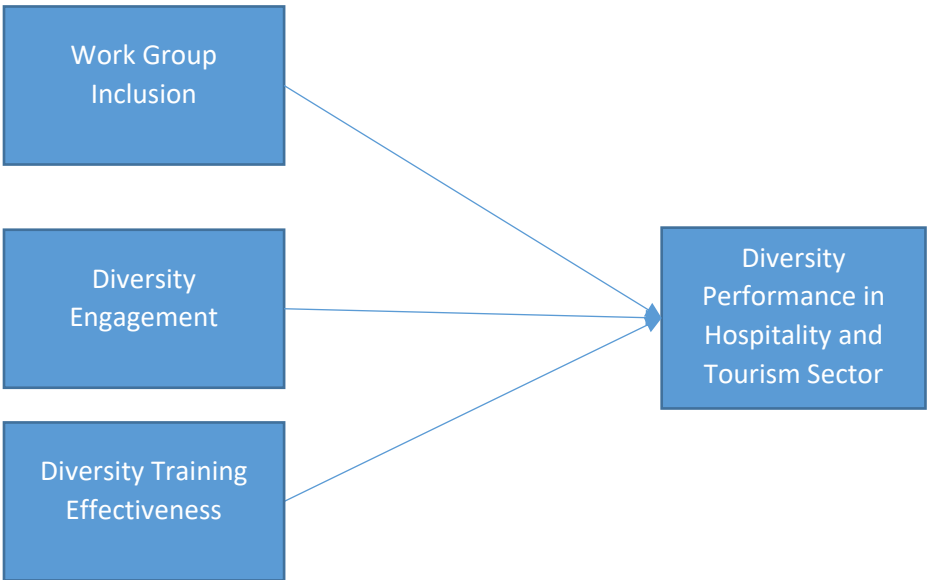 Work Group
Inclusion
Diversity
Engagement
Diversity Training
Effectiveness
Diversity
Performance in
Hospitality and
Tourism Sector